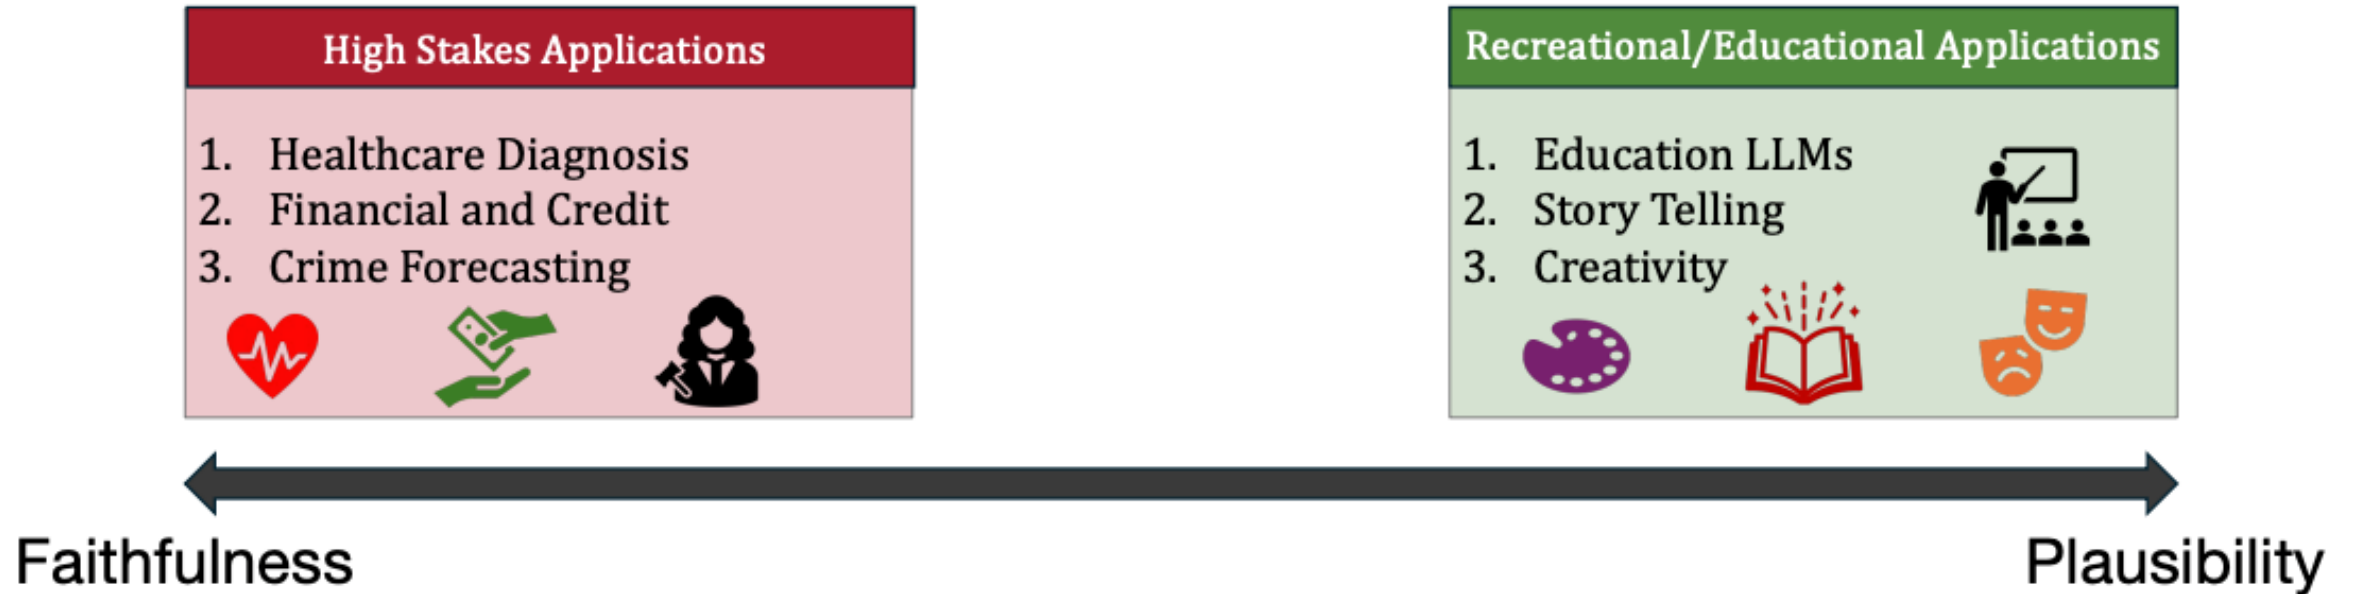 High Stakes Applications
1. Healthcare Diagnosis
2. Financial and Credit
3. Crime Forecasting
Recreational/Educational Applications
1. Education LLMs
2. Story Telling
3. Creativity
Faithfulness
Plausibility